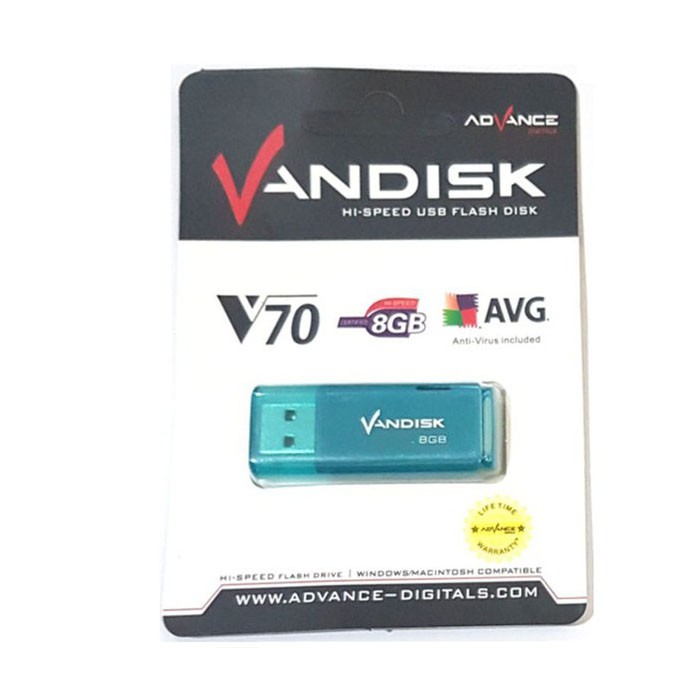 ADVANCE
DIGITALS
VANDISK
HI-SPEED USB FLASH DISK
V70
HI-SPEED
CERTIFIED 8GB
AVG.
Anti-Virus included
VANDISK
8GB
LIFE TIME
ADVANCE
WARRANTY*
HI-SPEED FLASH DRIVE | WINDOWS/MACINTOSH COMPATIBLE
WWW.ADVANCE-DIGITALS.COM